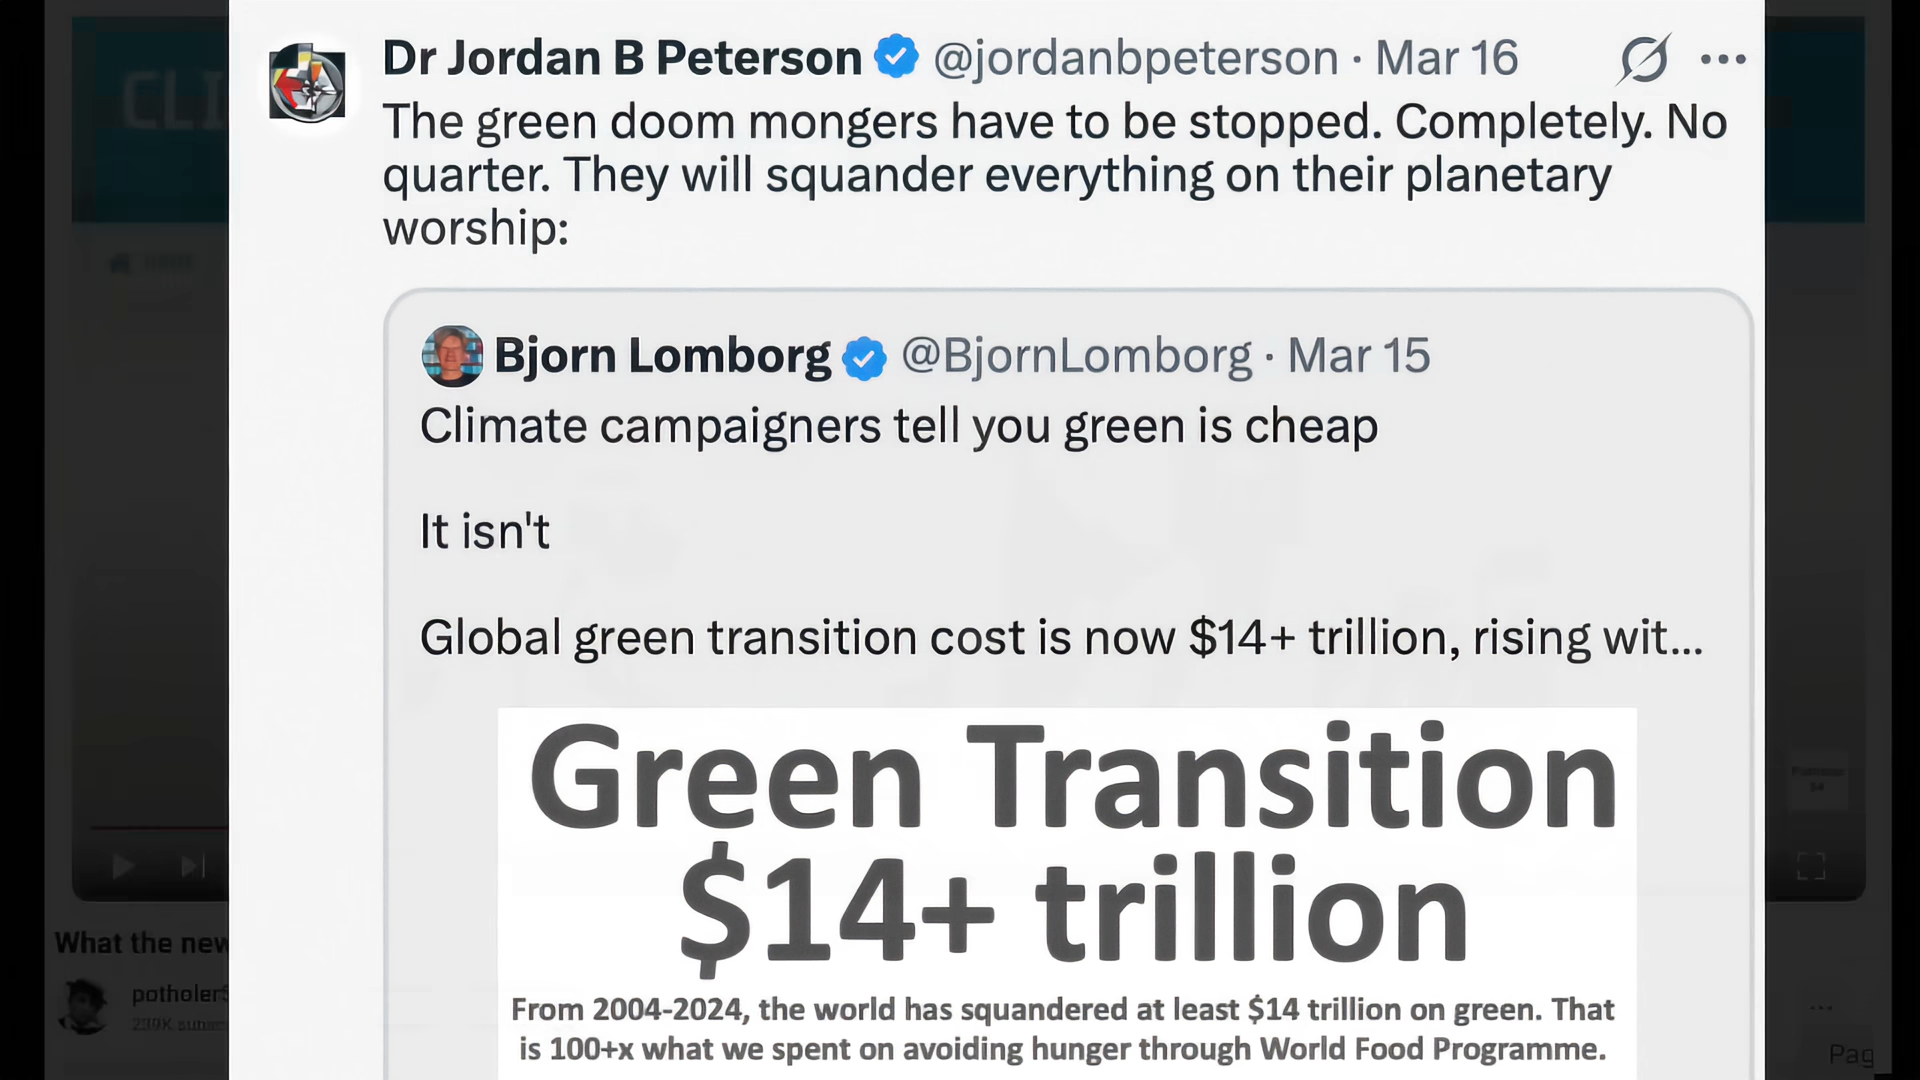 Dr Jordan B Peterson @jordanbpeterson · Mar 16
The green doom mongers have to be stopped. Completely. No
quarter. They will squander everything on their planetary
worship:
Bjorn Lomborg @BjornLomborg · Mar 15
Climate campaigners tell you green is cheap
It isn't
Global green transition cost is now $14+ trillion, rising wit...
Green Transition
$14+ trillion
From 2004-2024, the world has squandered at least $14 trillion on green. That
is 100+x what we spent on avoiding hunger through World Food Programme.
CLI
HOME
What the new
potholer
239K
Pag